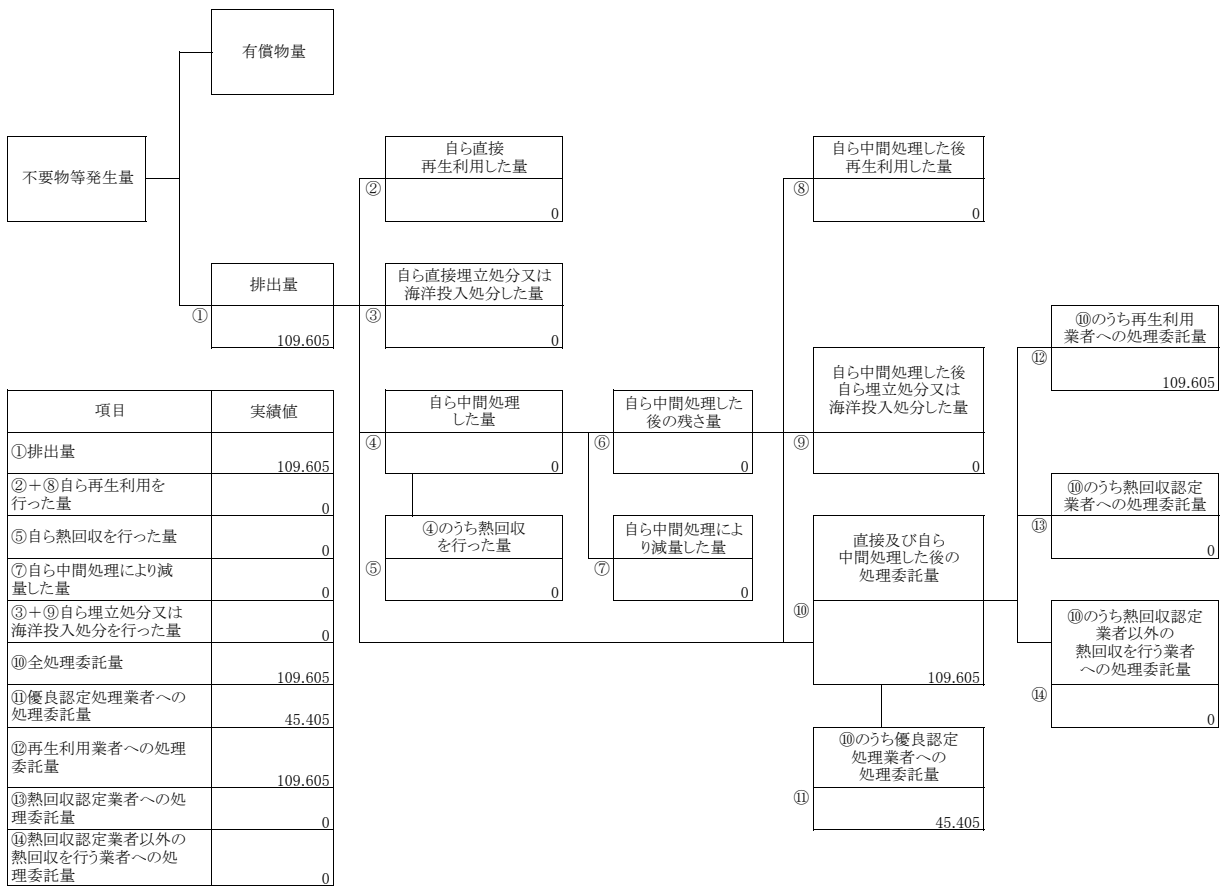 有償物量
不要物等発生量
自ら直接
再生利用した量
②
0
自ら中間処理した後
再生利用した量
⑧
0
排出量
①
109.605
自ら直接埋立処分又は
海洋投入処分した量
③
0
⑩のうち再生利用
業者への処理委託量
⑫
109.605
自ら中間処理
した量
④
0
自ら中間処理した
後の残さ量
⑥
0
自ら中間処理した後
自ら埋立処分又は
海洋投入処分した量
⑨
0
⑩のうち熱回収認定
業者への処理委託量
⑬
0
④のうち熱回収
を行った量
⑤
0
自ら中間処理によ
り減量した量
⑦
0
直接及び自ら
中間処理した後の
処理委託量
⑩
109.605
⑩のうち熱回収認定
業者以外の
熱回収を行う業者
への処理委託量
⑭
0
⑩のうち優良認定
処理業者への
処理委託量
⑪
45.405
項目 実績値
①排出量
109.605
②+⑧自ら再生利用を
行った量
0
⑤自ら熱回収を行った量
0
⑦自ら中間処理により減
量した量
0
③+⑨自ら埋立処分又は
海洋投入処分を行った量
0
⑩全処理委託量
109.605
⑪優良認定処理業者への
処理委託量
45.405
⑫再生利用業者への処理
委託量
109.605
⑬熱回収認定業者への処
理委託量
0
⑭熱回収認定業者以外の
熱回収を行う業者への処
理委託量
0